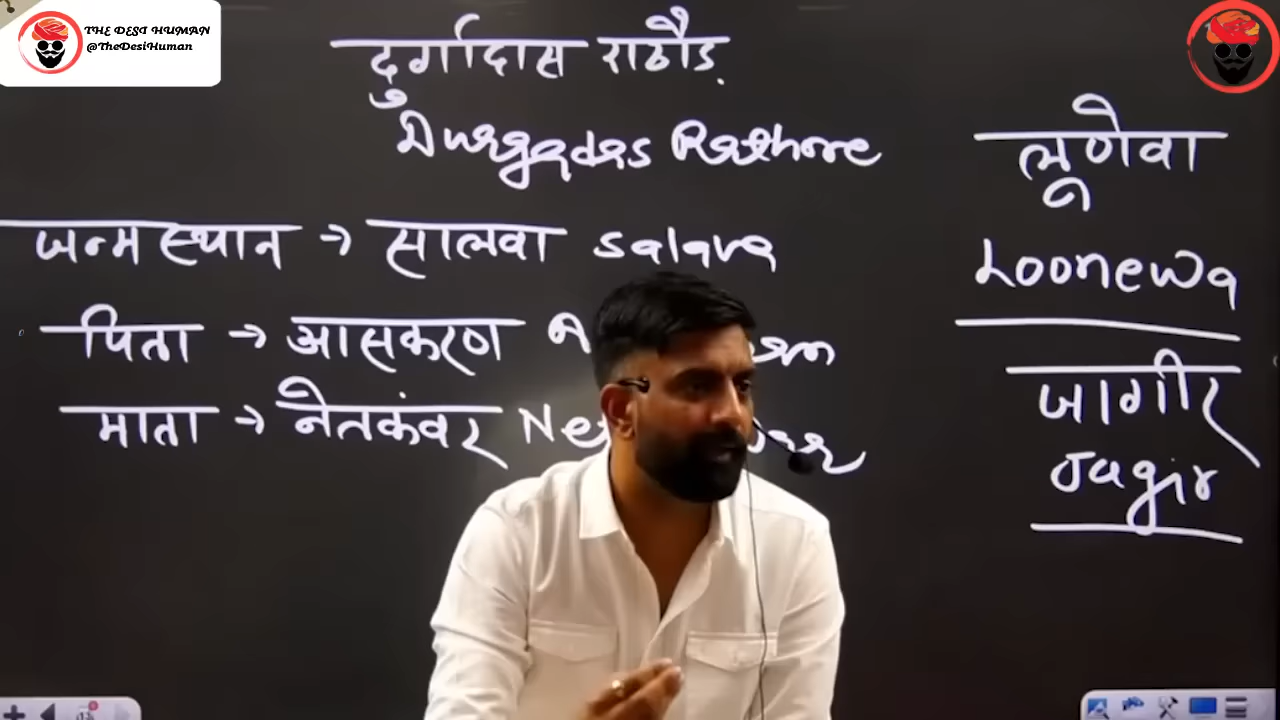 THE DESI HUMAN
@TheDesiHuman
दुर्गादास राठौड़
Durgadas Rathore
जन्म स्थान → सालवा Salava
पिता → आसकरण
माता → नेतकंवर
लूणेवा
Loonewa
जागीर
Jagir